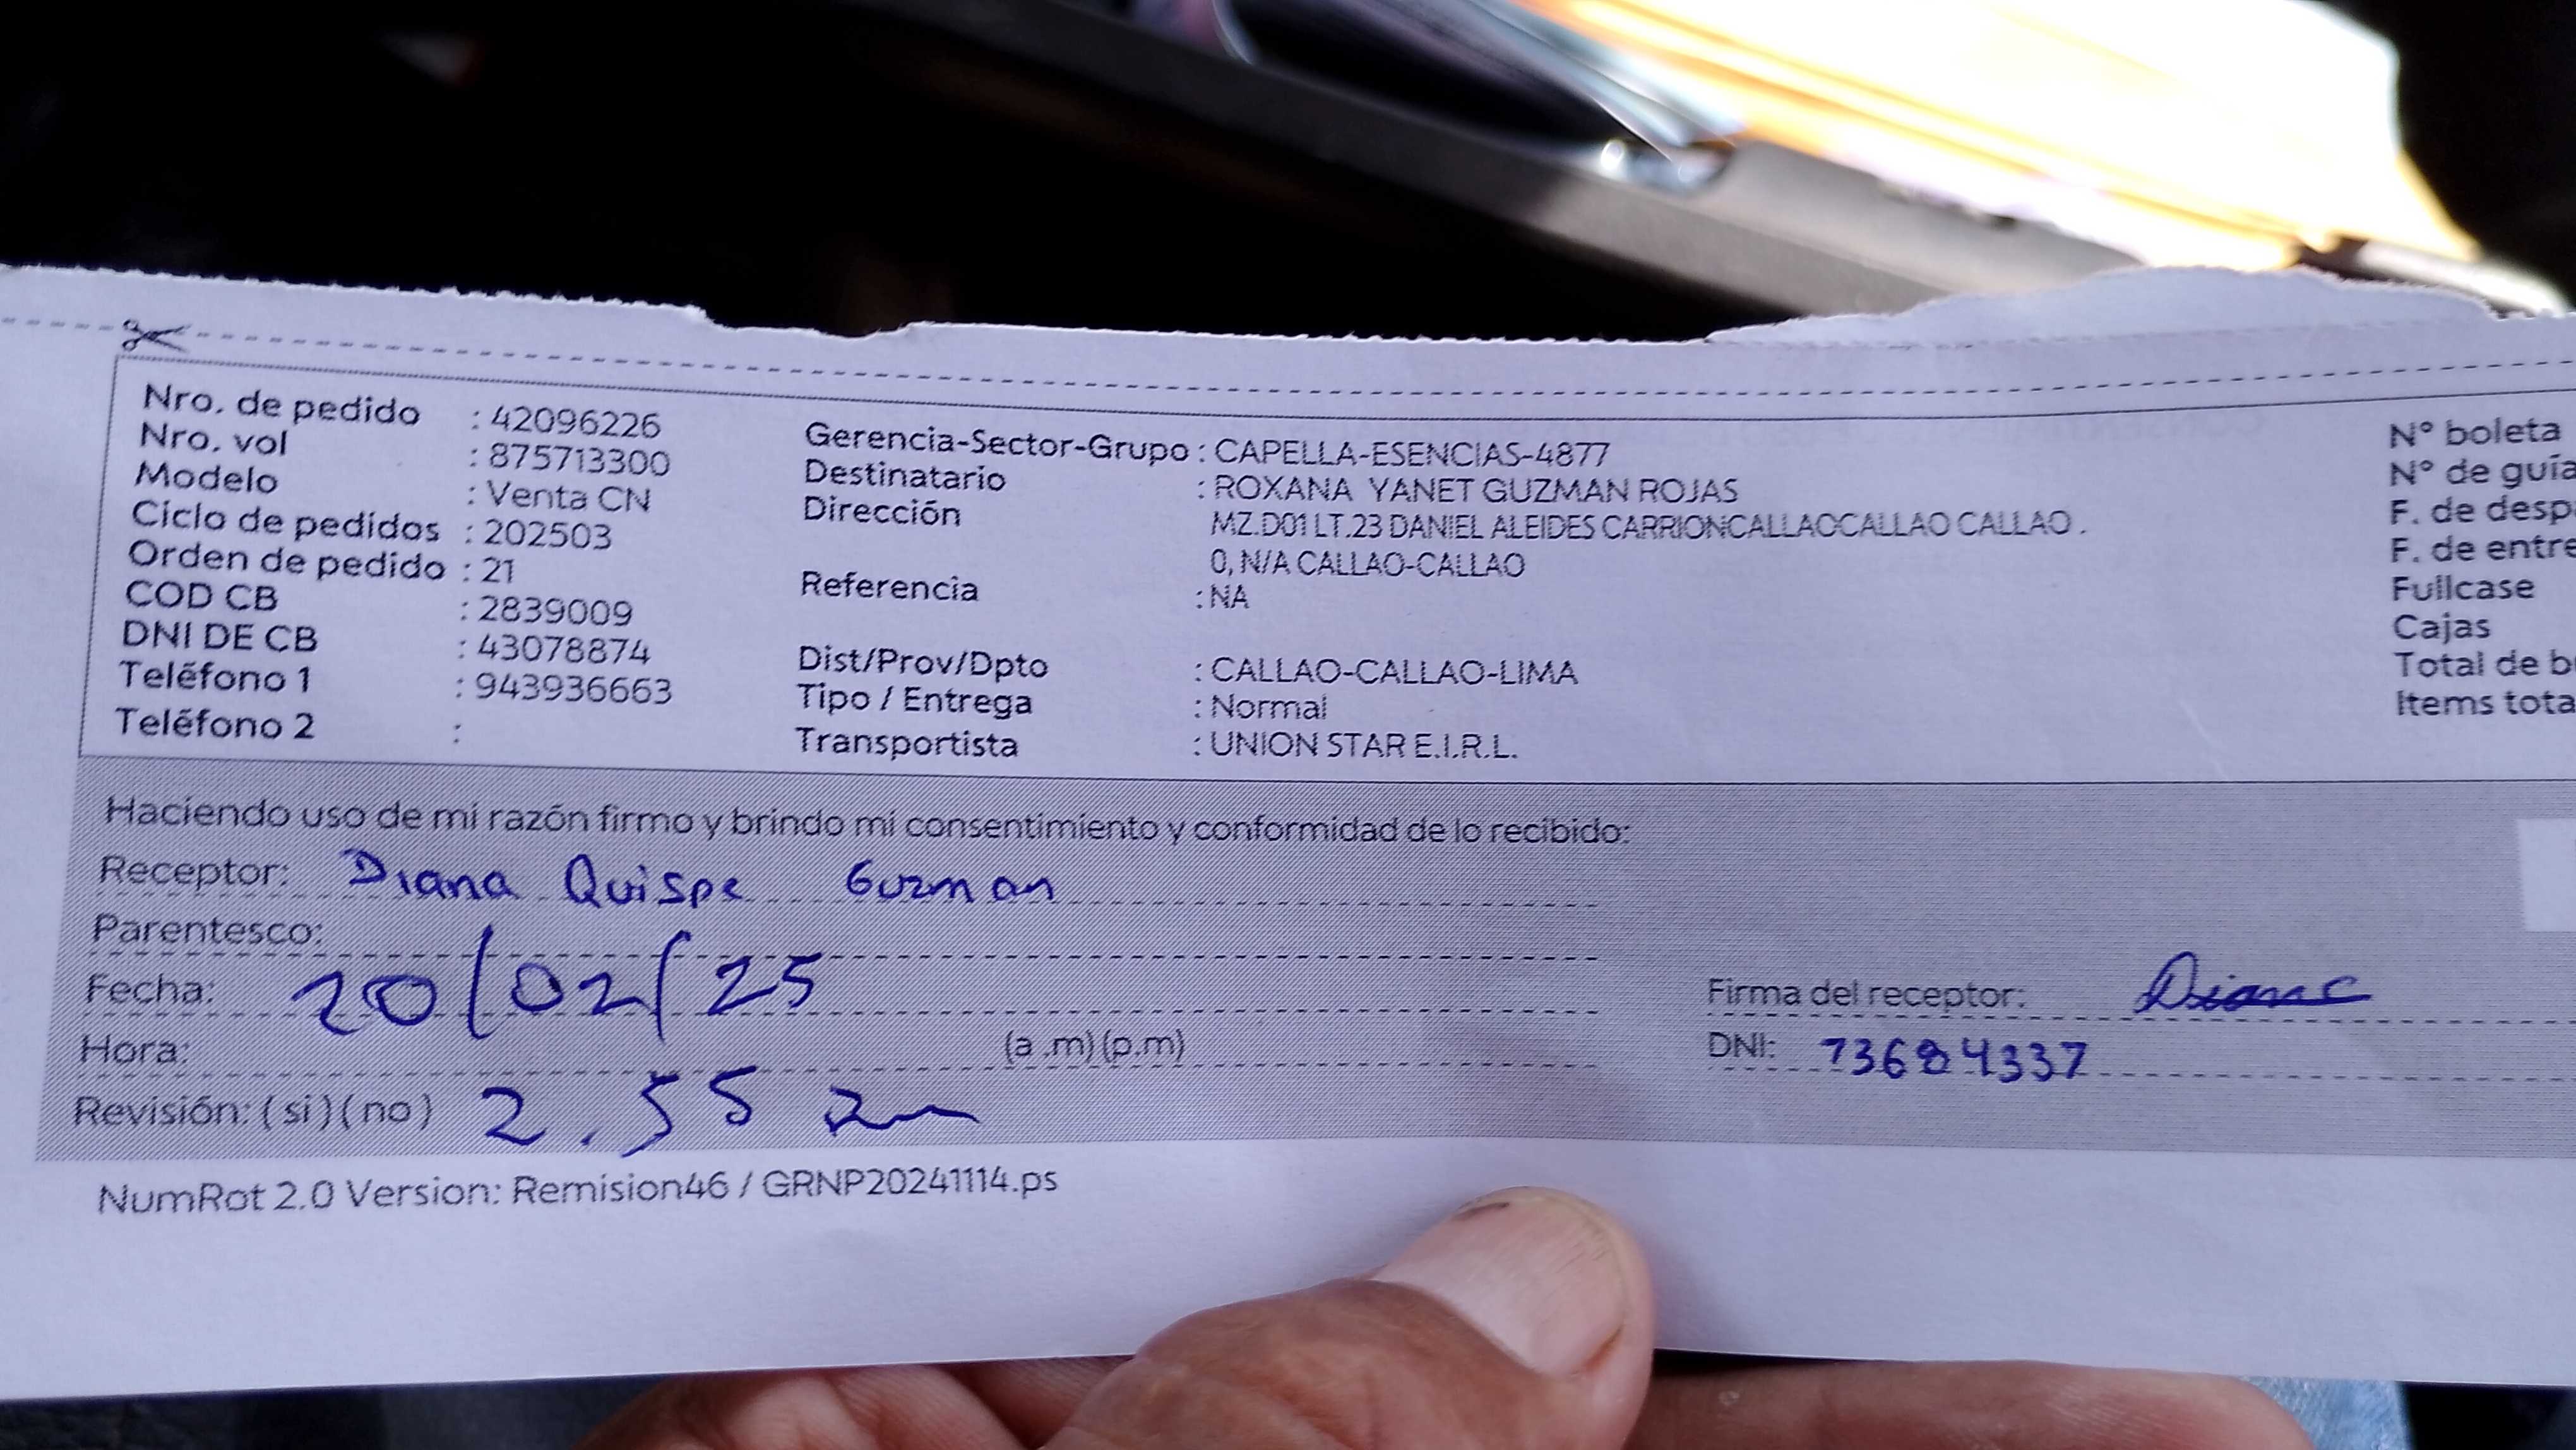 Nro. de pedido : 42096226
Nro. vol : 875713300
Modelo : Venta CN
Ciclo de pedidos : 202503
Orden de pedido : 21
COD CB : 2839009
DNI DE CB : 43078874
Teléfono 1 : 943936663
Teléfono 2 :
Gerencia-Sector-Grupo : CAPELLA-ESENCIAS-4877
Destinatario : ROXANA YANET GUZMAN ROJAS
Dirección MZ.D01 LT.23 DANIEL ALEIDES CARRIONCALLAOCALLAO CALLAO .
0, N/A CALLAO-CALLAO
Referencia : NA
Dist/Prov/Dpto : CALLAO-CALLAO-LIMA
Tipo / Entrega : Normal
Transportista : UNION STAR E.I.R.L.
N° boleta
N° de guía
F. de desp
F. de entre
Fullcase
Cajas
Total de b
Items tota
Haciendo uso de mi razón firmo y brindo mi consentimiento y conformidad de lo recibido:
Receptor: Diana Quispe Guzman
Parentesco:
Fecha: 20/02/25
Hora: (a .m) (p.m)
Revisión: ( si ) ( no ) 2.55
Firma del receptor: Diana
DNI: 73684337
NumRot 2.0 Version: Remision46 / GRNP20241114.ps